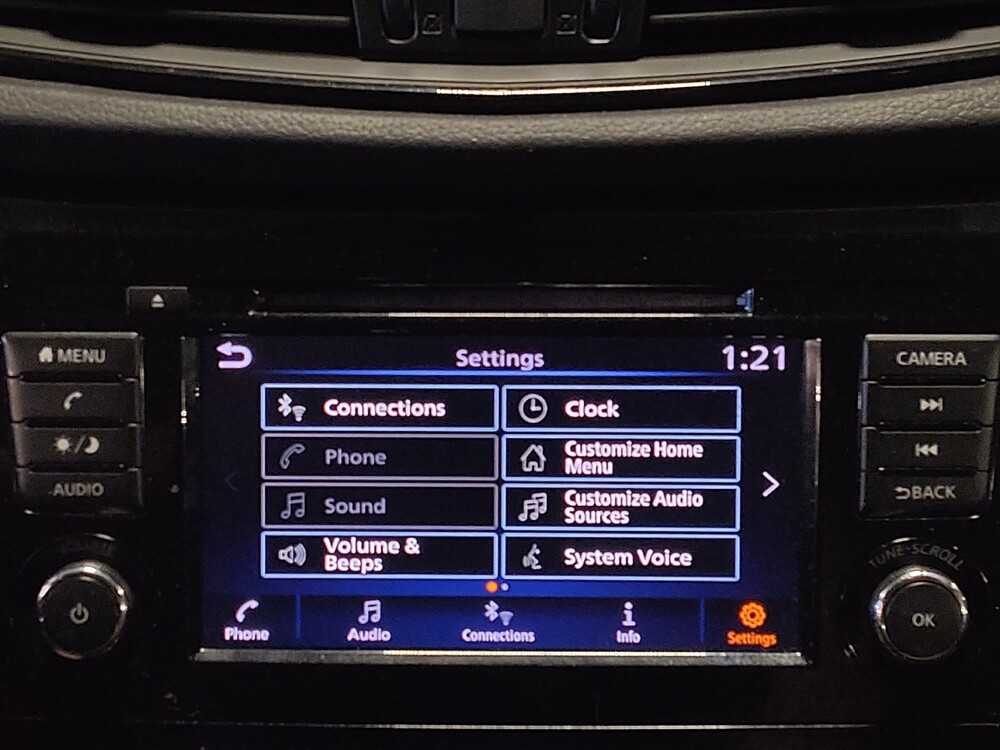 MENU
AUDIO
CAMERA
BACK
TUNE·SCROLL
OK
Settings
1:21
Connections
Clock
Phone
Customize Home
Menu
Sound
Customize Audio
Sources
Volume &
Beeps
System Voice
Phone
Audio
Connections
Info
Settings